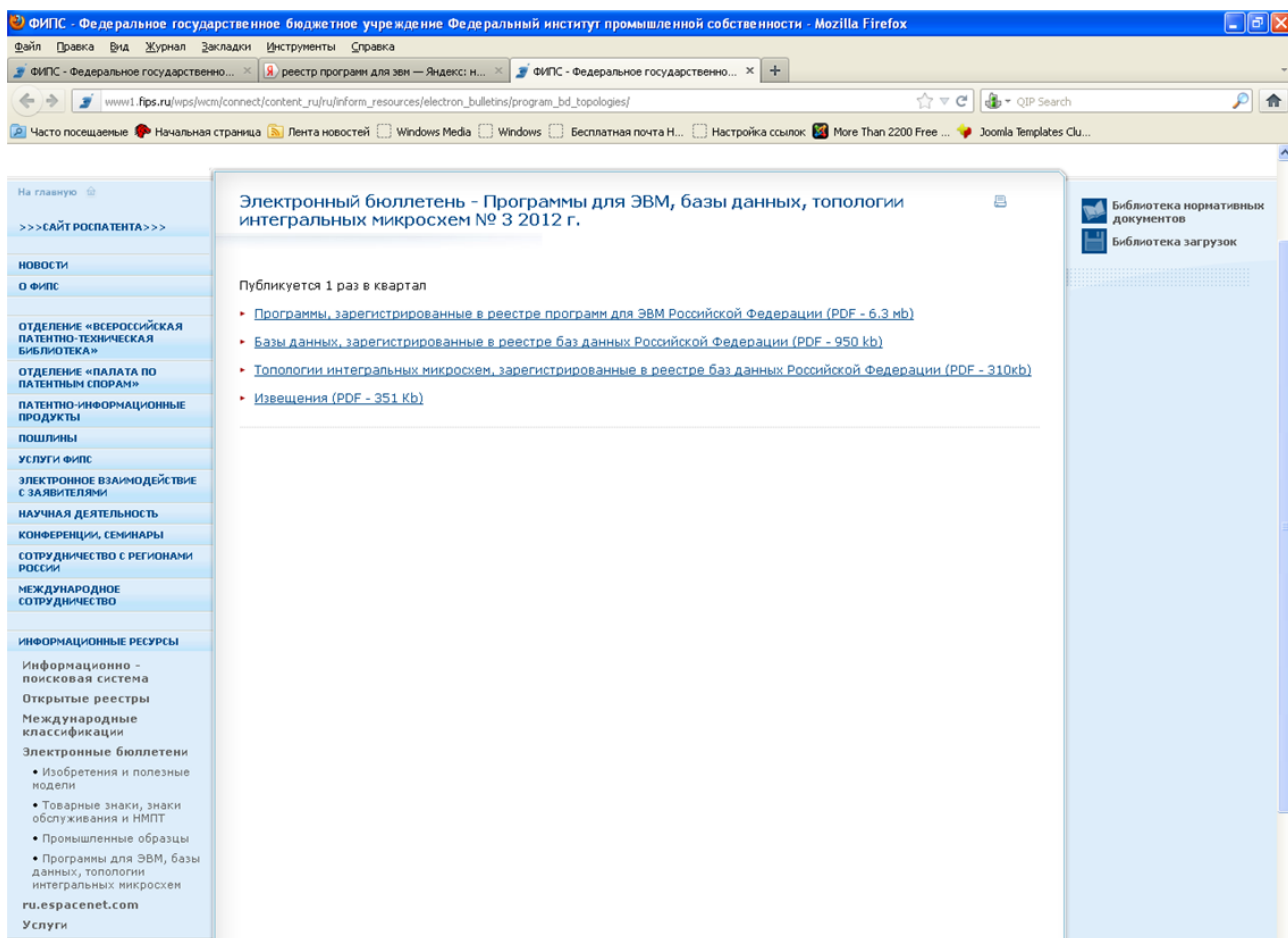 ФИПС - Федеральное государственное бюджетное учреждение Федеральный институт промышленной собственности - Mozilla Firefox
Файл Правка Вид Журнал Закладки Инструменты Справка
ФИПС - Федеральное государственно... × реестр программ для эвм — Яндекс: н... × ФИПС - Федеральное государственно... × +
www1.fips.ru/wps/wcm/connect/content_ru/ru/inform_resources/electron_bulletins/program_bd_topologies/ QIP Search
Часто посещаемые Начальная страница Лента новостей Windows Media Windows Бесплатная почта H... Настройка ссылок More Than 2200 Free ... Joomla Templates Clu...
На главную
>>>САЙТ РОСПАТЕНТА>>>
НОВОСТИ
О ФИПС
ОТДЕЛЕНИЕ «ВСЕРОССИЙСКАЯ
ПАТЕНТНО-ТЕХНИЧЕСКАЯ
БИБЛИОТЕКА»
ОТДЕЛЕНИЕ «ПАЛАТА ПО
ПАТЕНТНЫМ СПОРАМ»
ПАТЕНТНО-ИНФОРМАЦИОННЫЕ
ПРОДУКТЫ
ПОШЛИНЫ
УСЛУГИ ФИПС
ЭЛЕКТРОННОЕ ВЗАИМОДЕЙСТВИЕ
С ЗАЯВИТЕЛЯМИ
НАУЧНАЯ ДЕЯТЕЛЬНОСТЬ
КОНФЕРЕНЦИИ, СЕМИНАРЫ
СОТРУДНИЧЕСТВО С РЕГИОНАМИ
РОССИИ
МЕЖДУНАРОДНОЕ
СОТРУДНИЧЕСТВО
ИНФОРМАЦИОННЫЕ РЕСУРСЫ
Информационно -
поисковая система
Открытые реестры
Международные
классификации
Электронные бюллетени
• Изобретения и полезные
модели
• Товарные знаки, знаки
обслуживания и НМПТ
• Промышленные образцы
• Программы для ЭВМ, базы
данных, топологии
интегральных микросхем
ru.espacenet.com
Услуги
Электронный бюллетень - Программы для ЭВМ, базы данных, топологии
интегральных микросхем № 3 2012 г.
Публикуется 1 раз в квартал
Программы, зарегистрированные в реестре программ для ЭВМ Российской Федерации (PDF - 6.3 мb)
Базы данных, зарегистрированные в реестре баз данных Российской Федерации (PDF - 950 kb)
Топологии интегральных микросхем, зарегистрированные в реестре баз данных Российской Федерации (PDF - 310кb)
Извещения (PDF - 351 Kb)
Библиотека нормативных
документов
Библиотека загрузок